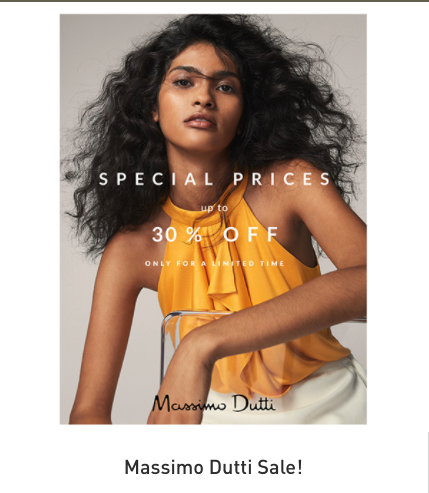 SPECIAL PRICES
up to
30% OFF
ONLY FOR A LIMITED TIME
Massimo Dutti
Massimo Dutti Sale!